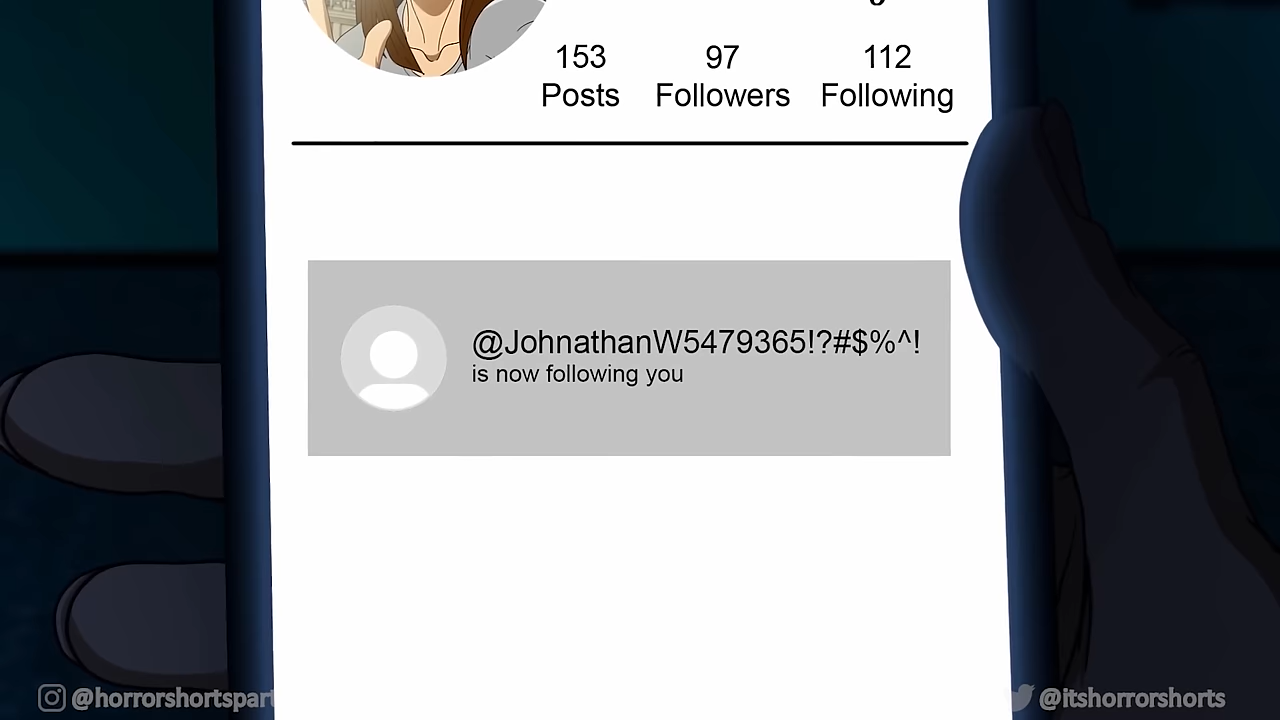 153 97 112
Posts Followers Following
@JohnathanW5479365!?#$%^!
is now following you
@horrorshortspart
@itshorrorshorts